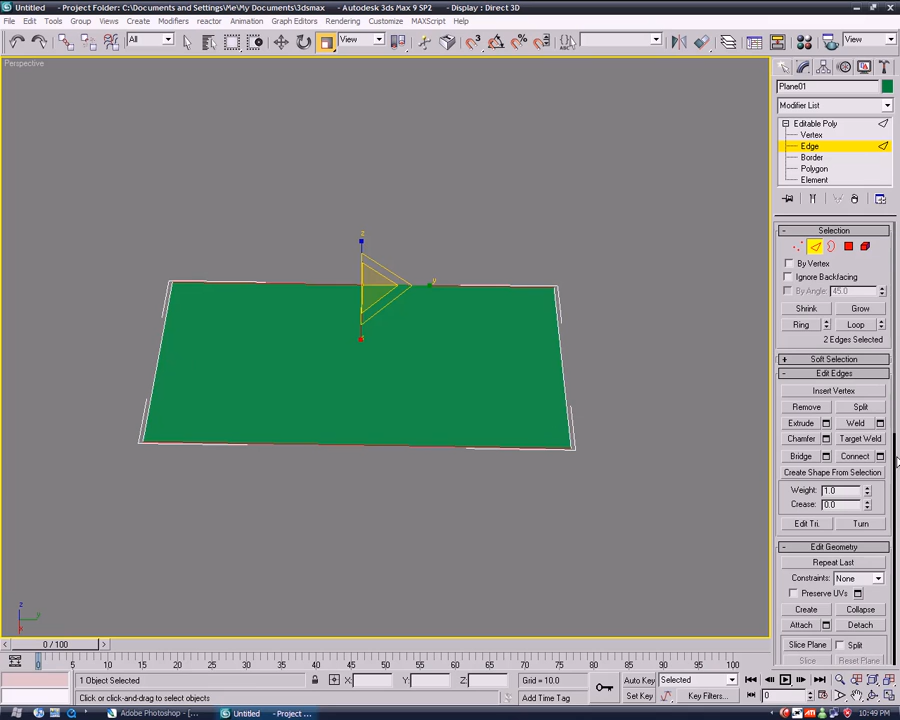 Untitled - Project Folder: C:\Documents and Settings\Me\My Documents\3dsmax - Autodesk 3ds Max 9 SP2 - Display : Direct 3D
File Edit Tools Group Views Create Modifiers reactor Animation Graph Editors Rendering Customize MAXScript Help
All View View
Perspective
Plane01
Modifier List
Editable Poly
Vertex
Edge
Border
Polygon
Element
z
y
Selection
By Vertex
Ignore Backfacing
By Angle: 45.0
Shrink Grow
Ring Loop
2 Edges Selected
Soft Selection
Edit Edges
Insert Vertex
Remove Split
Extrude Weld
Chamfer Target Weld
Bridge Connect
Create Shape From Selection
Weight: 1.0
Crease: 0.0
Edit Tri. Turn
Edit Geometry
Repeat Last
Constraints: None
Preserve UVs
Create Collapse
Attach Detach
Slice Plane Split
Slice Reset Plane
z
y
x
0 / 100
0 5 10 15 20 25 30 35 40 45 50 55 60 65 70 75 80 85 90 95 100
1 Object Selected X: Y: Z: Grid = 10.0 Auto Key Selected
Click or click-and-drag to select objects Add Time Tag Set Key Key Filters... 0
start Adobe Photoshop - [... Untitled - Project ... 10:49 PM